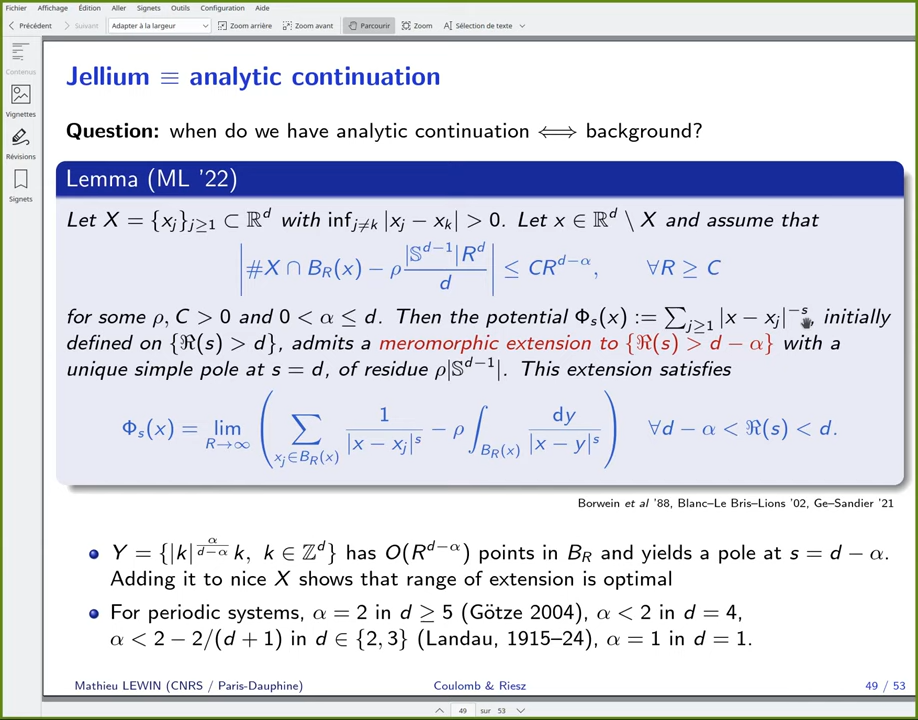 Fichier Affichage Édition Aller Signets Outils Configuration Aide
Précédent Suivant Adapter à la largeur Zoom arrière Zoom avant Parcourir Zoom Sélection de texte
Contenus
Vignettes
Révisions
Signets
Jellium ≡ analytic continuation
Question: when do we have analytic continuation ⟺ background?
Lemma (ML '22)
Let X = {x_j}_{j≥1} ⊂ ℝ^d with inf_{j≠k} |x_j − x_k| > 0. Let x ∈ ℝ^d \ X and assume that
|#X ∩ B_R(x) − ρ |𝕊^{d−1}|R^d / d| ≤ CR^{d−α}, ∀R ≥ C
for some ρ, C > 0 and 0 < α ≤ d. Then the potential Φ_s(x) := ∑_{j≥1} |x − x_j|^{−s}, initially
defined on {ℜ(s) > d}, admits a meromorphic extension to {ℜ(s) > d − α} with a
unique simple pole at s = d, of residue ρ|𝕊^{d−1}|. This extension satisfies
Φ_s(x) = lim_{R→∞} ( ∑_{x_j∈B_R(x)} 1/|x − x_j|^s − ρ ∫_{B_R(x)} dy/|x − y|^s ) ∀d − α < ℜ(s) < d.
Borwein et al '88, Blanc–Le Bris–Lions '02, Ge–Sandier '21
• Y = {|k|^{α/(d−α)} k, k ∈ ℤ^d} has O(R^{d−α}) points in B_R and yields a pole at s = d − α.
Adding it to nice X shows that range of extension is optimal
• For periodic systems, α = 2 in d ≥ 5 (Götze 2004), α < 2 in d = 4,
α < 2 − 2/(d + 1) in d ∈ {2, 3} (Landau, 1915–24), α = 1 in d = 1.
Mathieu LEWIN (CNRS / Paris-Dauphine) Coulomb & Riesz 49 / 53
49 sur 53